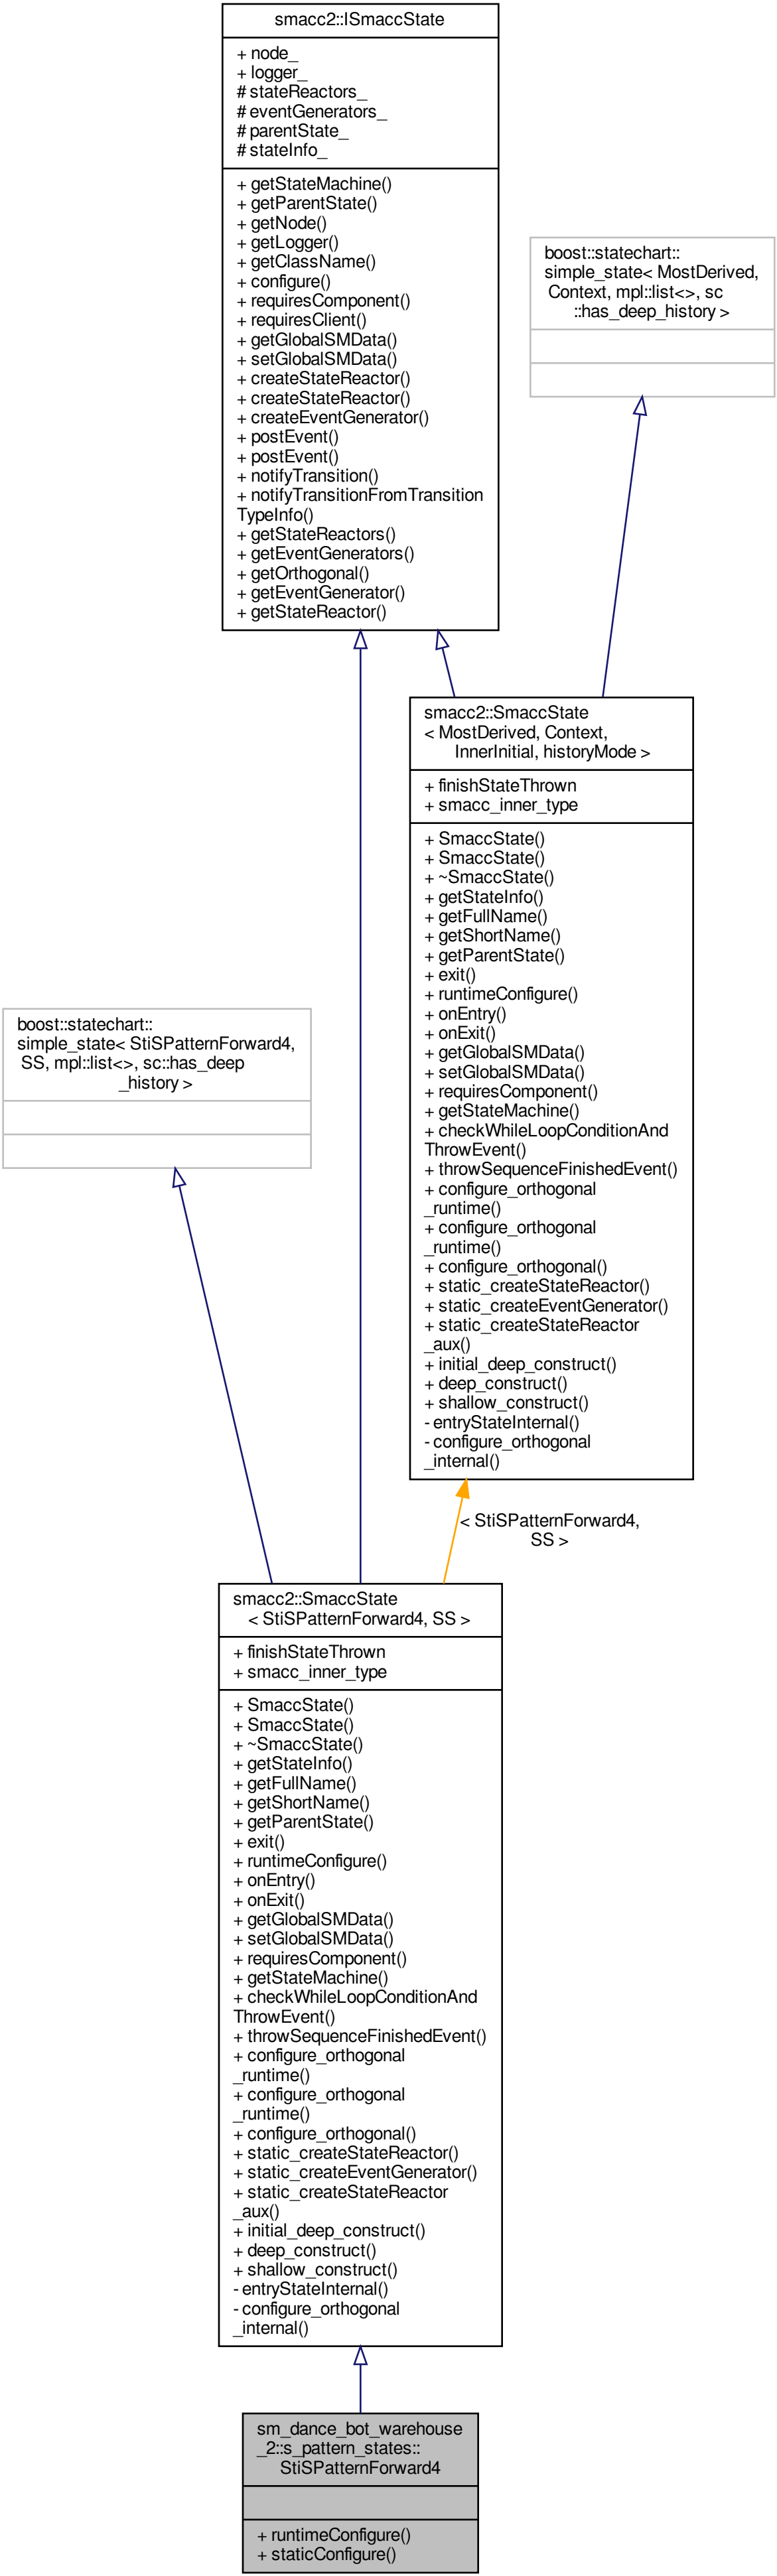 smacc2::ISmaccState
+ node_
+ logger_
# stateReactors_
# eventGenerators_
# parentState_
# stateInfo_
+ getStateMachine()
+ getParentState()
+ getNode()
+ getLogger()
+ getClassName()
+ configure()
+ requiresComponent()
+ requiresClient()
+ getGlobalSMData()
+ setGlobalSMData()
+ createStateReactor()
+ createStateReactor()
+ createEventGenerator()
+ postEvent()
+ postEvent()
+ notifyTransition()
+ notifyTransitionFromTransition
TypeInfo()
+ getStateReactors()
+ getEventGenerators()
+ getOrthogonal()
+ getEventGenerator()
+ getStateReactor()
boost::statechart::
simple_state< MostDerived,
Context, mpl::list<>, sc
::has_deep_history >
smacc2::SmaccState
< MostDerived, Context,
InnerInitial, historyMode >
+ finishStateThrown
+ smacc_inner_type
+ SmaccState()
+ SmaccState()
+ ~SmaccState()
+ getStateInfo()
+ getFullName()
+ getShortName()
+ getParentState()
+ exit()
+ runtimeConfigure()
+ onEntry()
+ onExit()
+ getGlobalSMData()
+ setGlobalSMData()
+ requiresComponent()
+ getStateMachine()
+ checkWhileLoopConditionAnd
ThrowEvent()
+ throwSequenceFinishedEvent()
+ configure_orthogonal
_runtime()
+ configure_orthogonal
_runtime()
+ configure_orthogonal()
+ static_createStateReactor()
+ static_createEventGenerator()
+ static_createStateReactor
_aux()
+ initial_deep_construct()
+ deep_construct()
+ shallow_construct()
- entryStateInternal()
- configure_orthogonal
_internal()
boost::statechart::
simple_state< StiSPatternForward4,
SS, mpl::list<>, sc::has_deep
_history >
< StiSPatternForward4,
SS >
smacc2::SmaccState
< StiSPatternForward4, SS >
+ finishStateThrown
+ smacc_inner_type
+ SmaccState()
+ SmaccState()
+ ~SmaccState()
+ getStateInfo()
+ getFullName()
+ getShortName()
+ getParentState()
+ exit()
+ runtimeConfigure()
+ onEntry()
+ onExit()
+ getGlobalSMData()
+ setGlobalSMData()
+ requiresComponent()
+ getStateMachine()
+ checkWhileLoopConditionAnd
ThrowEvent()
+ throwSequenceFinishedEvent()
+ configure_orthogonal
_runtime()
+ configure_orthogonal
_runtime()
+ configure_orthogonal()
+ static_createStateReactor()
+ static_createEventGenerator()
+ static_createStateReactor
_aux()
+ initial_deep_construct()
+ deep_construct()
+ shallow_construct()
- entryStateInternal()
- configure_orthogonal
_internal()
sm_dance_bot_warehouse
_2::s_pattern_states::
StiSPatternForward4
+ runtimeConfigure()
+ staticConfigure()